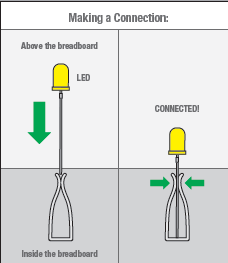 Making a Connection:
Above the breadboard
LED
CONNECTED!
Inside the breadboard